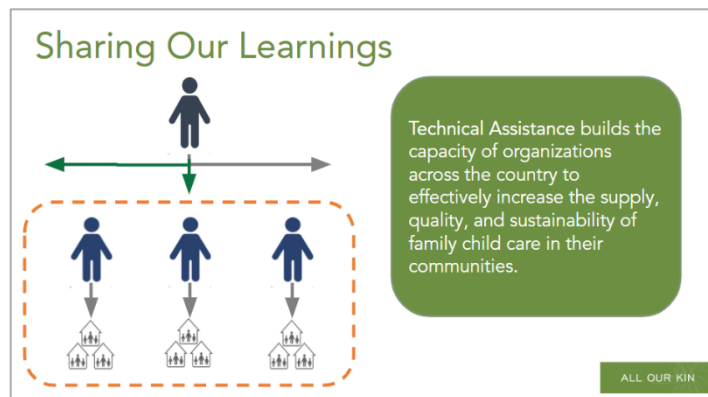 Sharing Our Learnings
Technical Assistance builds the
capacity of organizations
across the country to
effectively increase the supply,
quality, and sustainability of
family child care in their
communities.
ALL OUR KIN